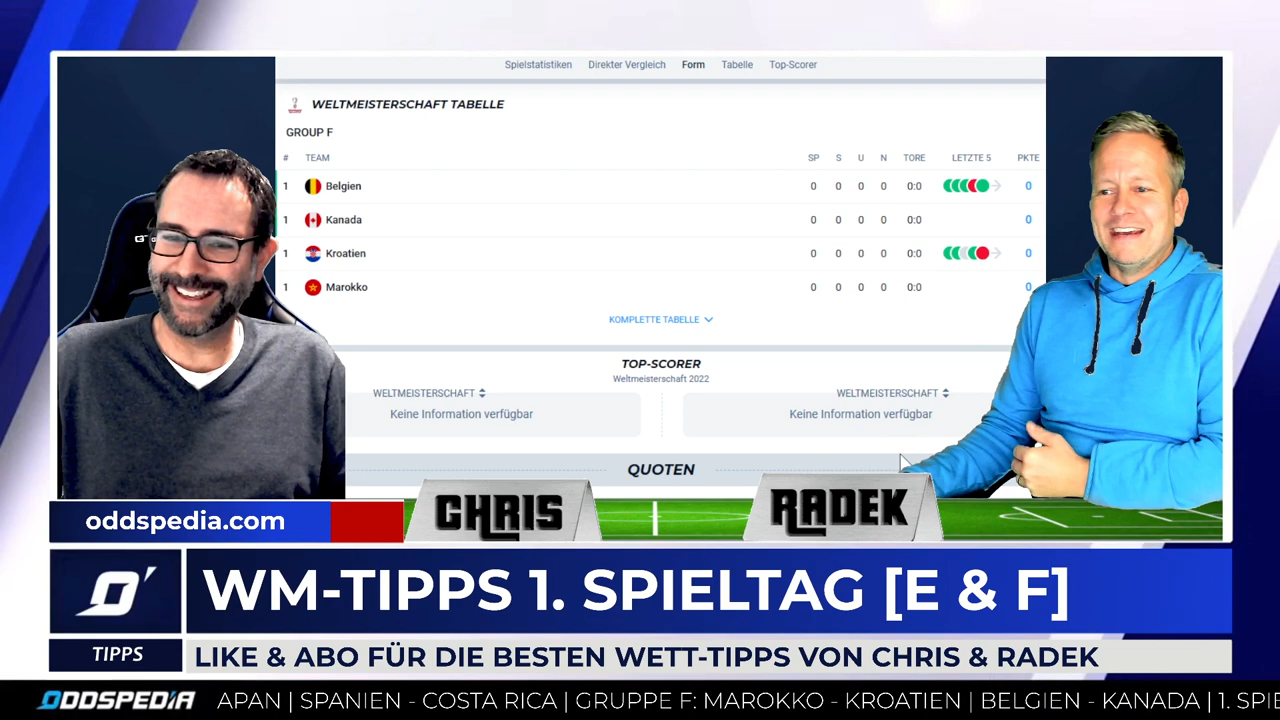 Spielstatistiken Direkter Vergleich Form Tabelle Top-Scorer
WELTMEISTERSCHAFT TABELLE
GROUP F
# TEAM SP S U N TORE LETZTE 5 PKTE
1 Belgien 0 0 0 0 0:0 0
1 Kanada 0 0 0 0 0:0 0
1 Kroatien 0 0 0 0 0:0 0
1 Marokko 0 0 0 0 0:0 0
KOMPLETTE TABELLE
TOP-SCORER
Weltmeisterschaft 2022
WELTMEISTERSCHAFT WELTMEISTERSCHAFT
Keine Information verfügbar Keine Information verfügbar
QUOTEN
CHRIS RADEK
oddspedia.com
WM-TIPPS 1. SPIELTAG [E & F]
TIPPS LIKE & ABO FÜR DIE BESTEN WETT-TIPPS VON CHRIS & RADEK
ODDSPEDIA APAN | SPANIEN - COSTA RICA | GRUPPE F: MAROKKO - KROATIEN | BELGIEN - KANADA | 1. SPIE